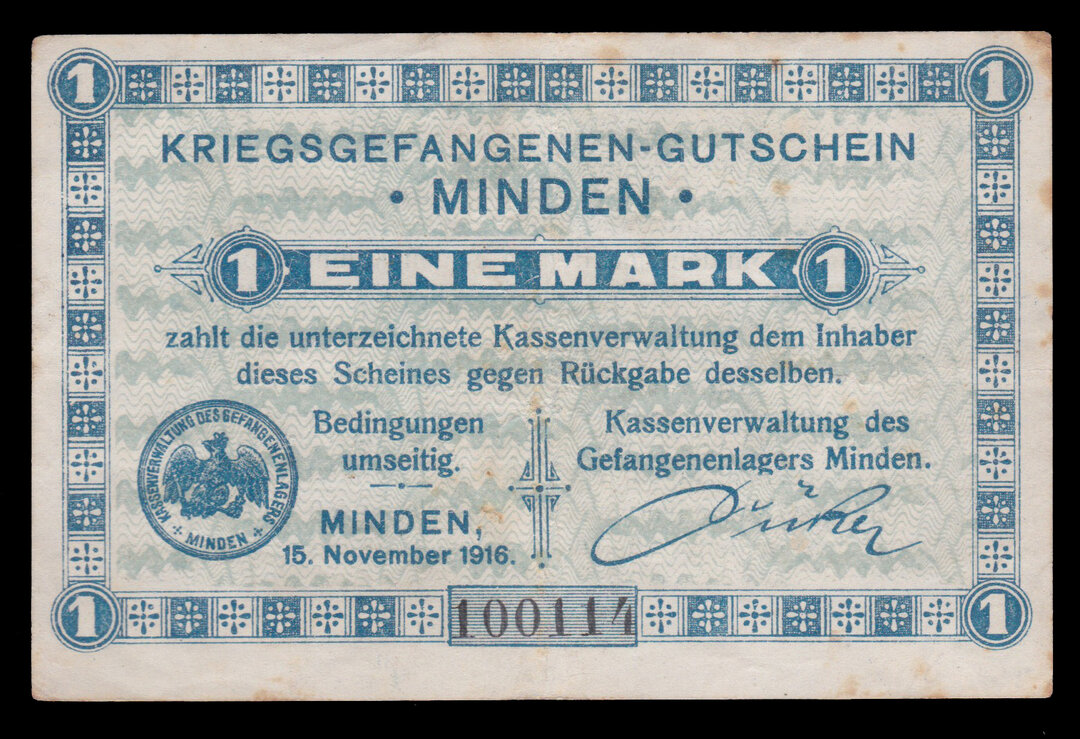 1 1
KRIEGSGEFANGENEN-GUTSCHEIN
• MINDEN •
1 EINE MARK 1
zahlt die unterzeichnete Kassenverwaltung dem Inhaber
dieses Scheines gegen Rückgabe desselben.
Bedingungen
umseitig.
Kassenverwaltung des
Gefangenenlagers Minden.
KASSENVERWALTUNG DES GEFANGENENLAGERS
+ MINDEN +
MINDEN,
15. November 1916.
1 100114 1